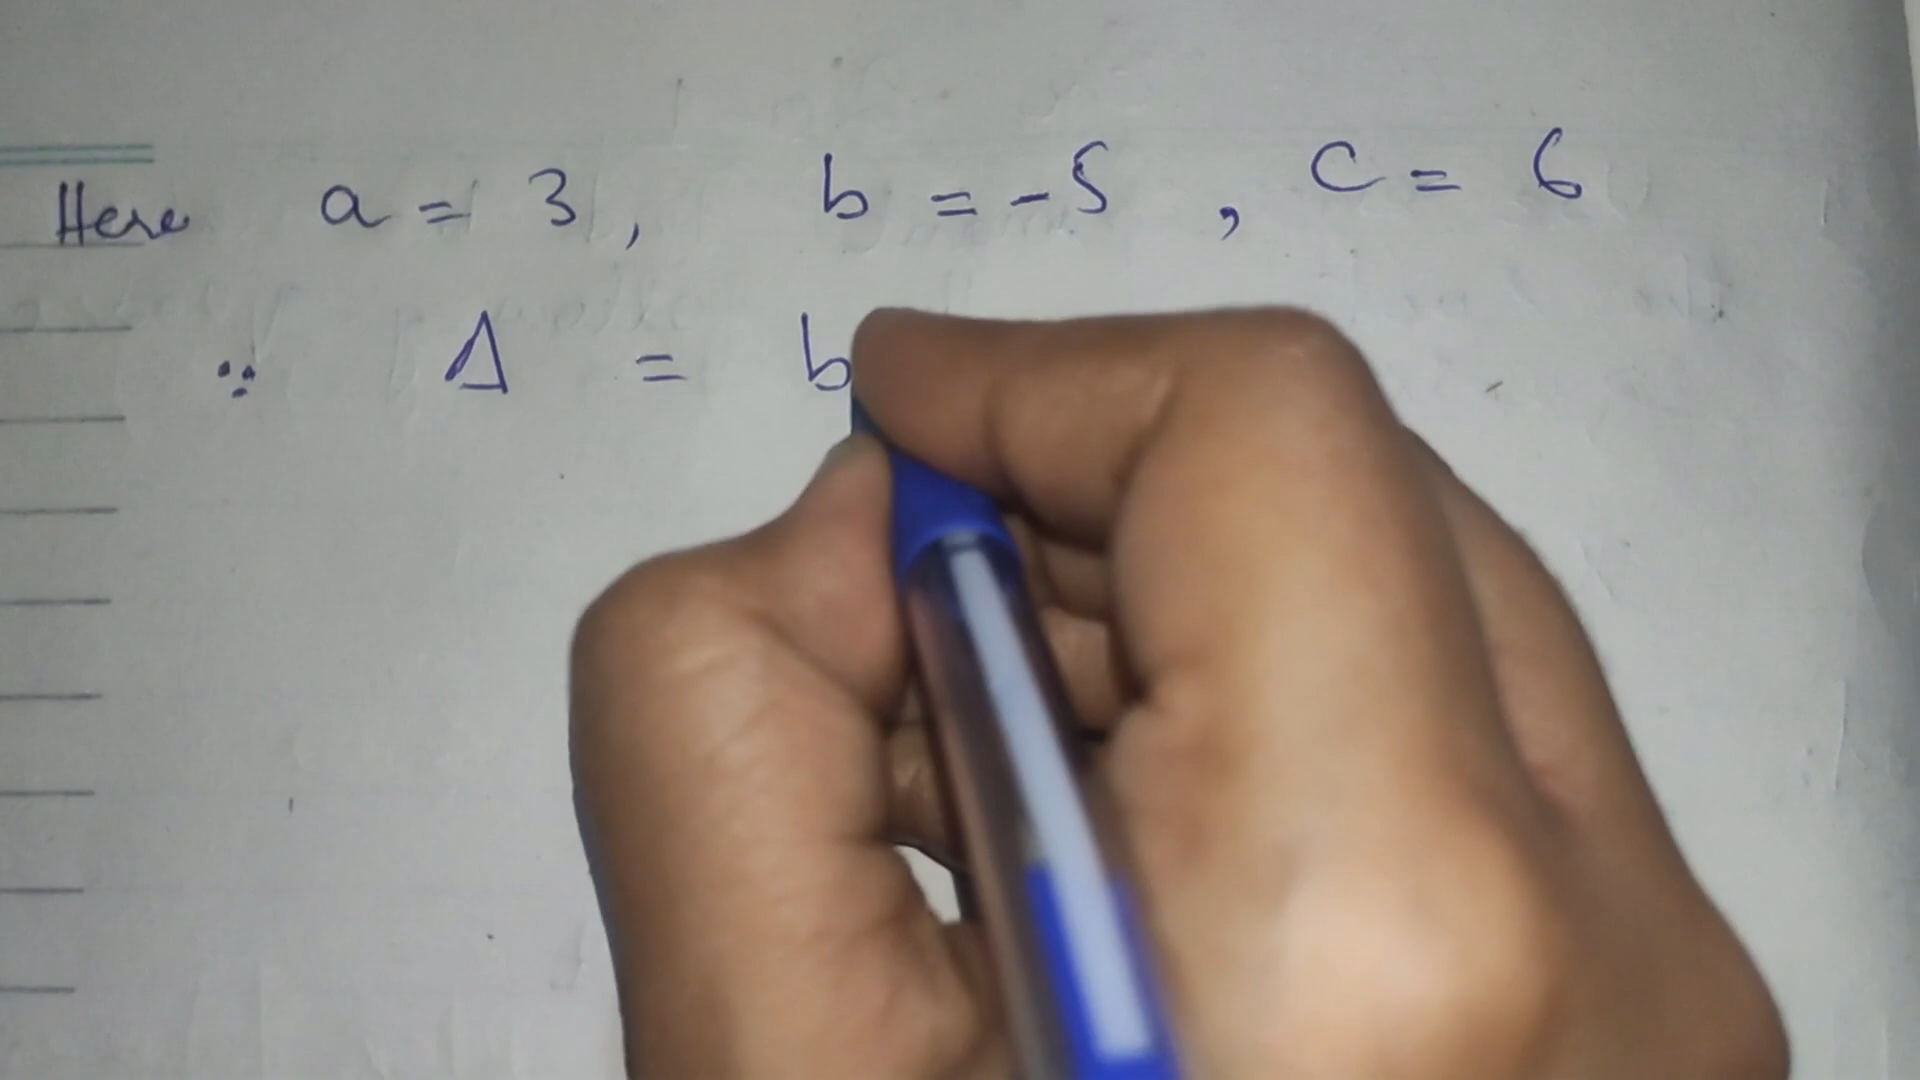 Here a = 3, b = -5, c = 6
∵ Δ = b